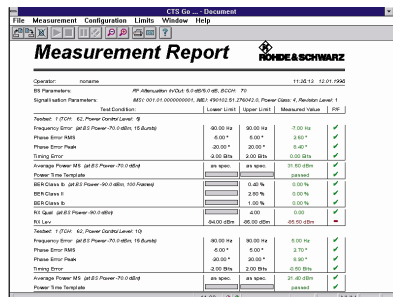 CTS Go .... - Document
File Measurement Configuration Limits Window Help
Measurement Report
ROHDE & SCHWARZ
Operator: noname 11:26:13 12.01.1996
BS Parameters: RF Attenuation In/Out: 5.0 dB/5.0 dB, BCCH: 70
Signalisation Parameters: IMSI: 001.01.0000000001, IMEI: 490102.51.276042.0, Power Class: 4, Revision Level: 1
Test Condition: Lower Limit Upper Limit Measured Value P/F
Testset: 1 (TCH: 62, Power Control Level: 5)
Frequency Error (at BS Power -70.0 dBm, 15 Bursts) -90.00 Hz 90.00 Hz -7.00 Hz ✔
Phase Error RMS -5.00 ° 5.00 ° 2.60 ° ✔
Phase Error Peak -20.00 ° 20.00 ° 6.40 ° ✔
Timing Error -2.00 Bits 2.00 Bits 0.00 Bits ✔
Average Power MS (at BS Power -70.0 dBm) as spec. as spec. 31.60 dBm ✔
Power Time Template passed ✔
BER Class Ib (at BS Power -90.0 dBm, 100 Frames) 0.40 % 0.00 % ✔
BER Class II 2.60 % 0.00 % ✔
BER Class Ib 1.00 % 0.00 % ✔
RX Qual (at BS Power -90.0 dBm) 4.00 0.00 ✔
RX Lev -94.00 dBm -86.00 dBm -85.50 dBm
Testset: 1 (TCH: 62, Power Control Level: 10)
Frequency Error (at BS Power -70.0 dBm, 15 Bursts) -90.00 Hz 90.00 Hz 5.00 Hz ✔
Phase Error RMS -5.00 ° 5.00 ° 2.70 ° ✔
Phase Error Peak -20.00 ° 20.00 ° ✔
Timing Error -2.00 Bits 2.00 Bits -0.50 Bits ✔
Average Power MS (at BS Power -70.0 dBm) as spec. as spec. ✔
Power Time Template passed ✔